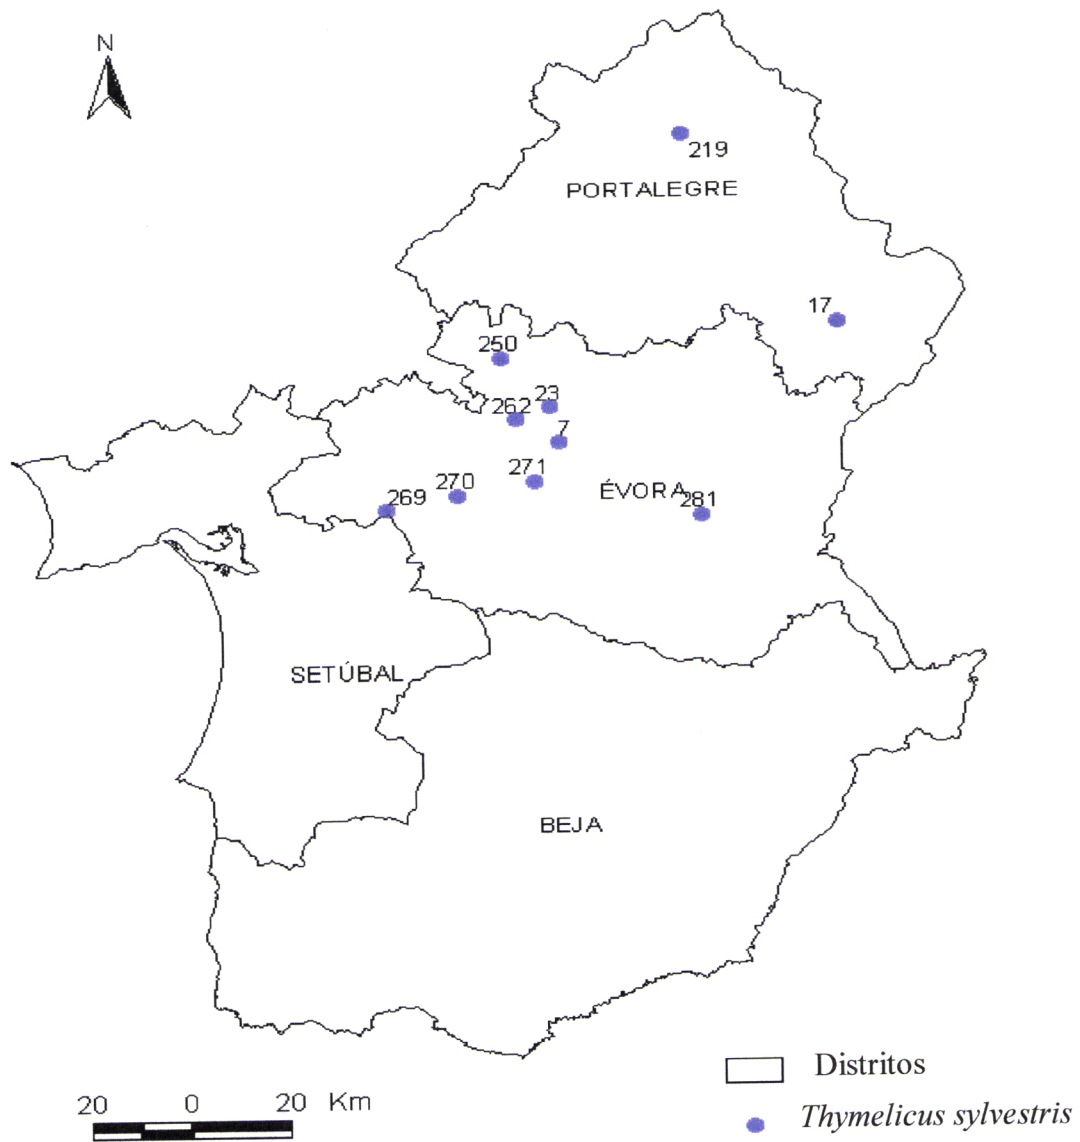 N
219
PORTALEGRE
17
250
23
262
7
271
270
ÉVORA
281
269
SETÚBAL
BEJA
Distritos
20 0 20 Km
Thymelicus sylvestris